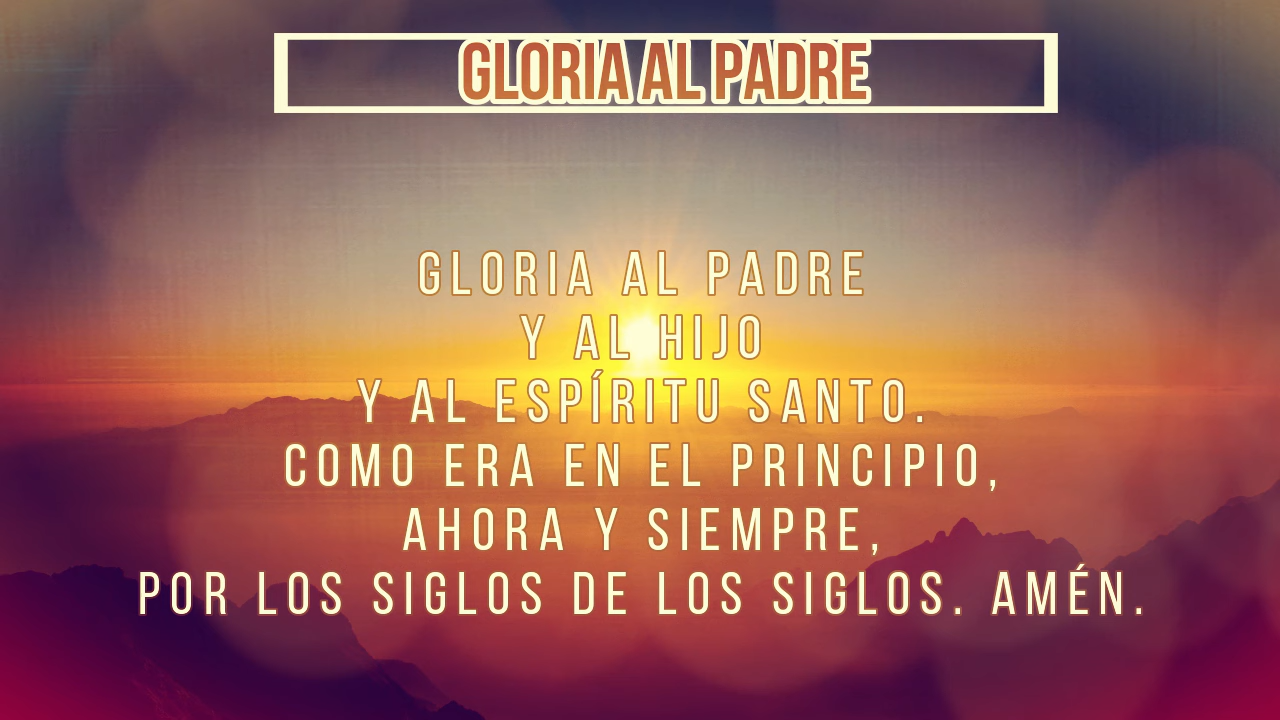 GLORIA AL PADRE
GLORIA AL PADRE
Y AL HIJO
Y AL ESPÍRITU SANTO.
COMO ERA EN EL PRINCIPIO,
AHORA Y SIEMPRE,
POR LOS SIGLOS DE LOS SIGLOS. AMÉN.